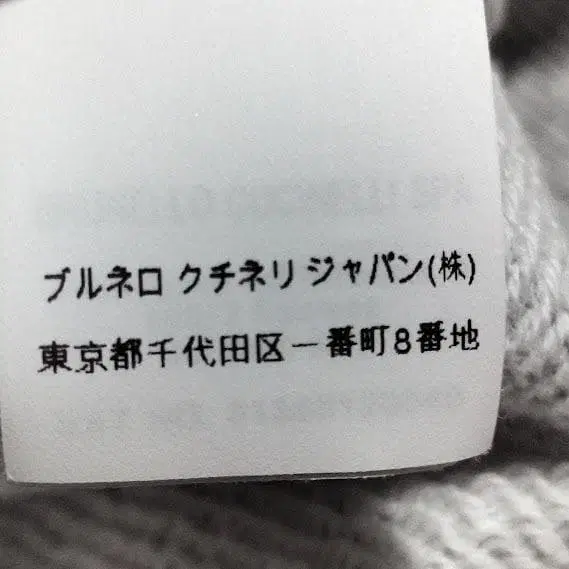 ブルネロ クチネリ ジャパン(株)
東京都千代田区一番町8番地